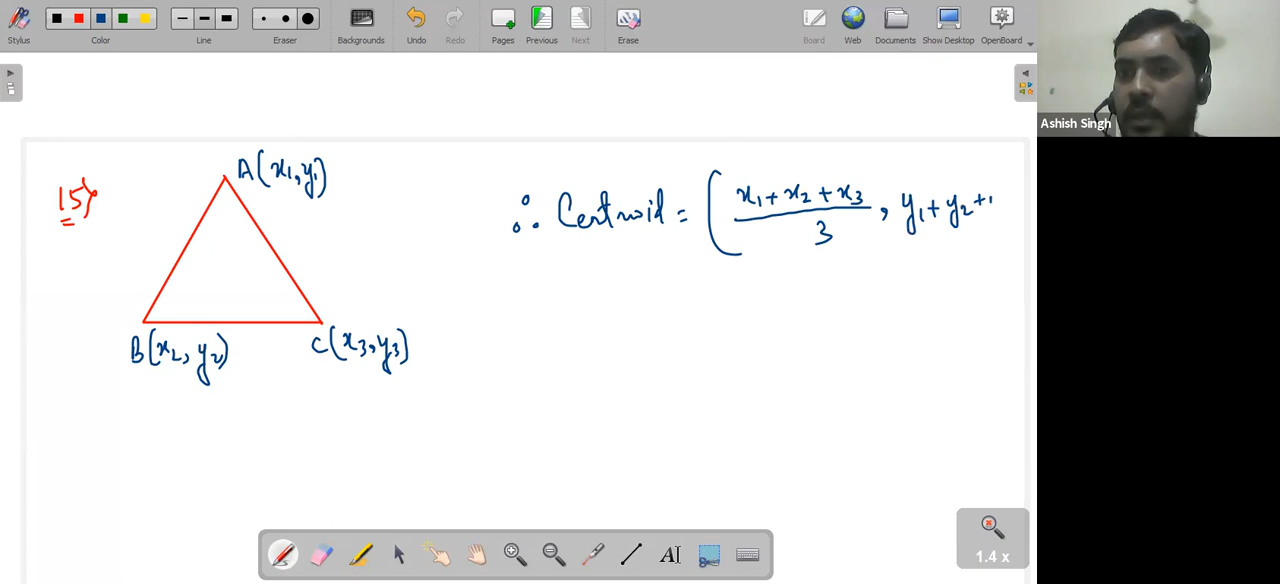 Stylus
Color
Line
Eraser
Backgrounds
Undo
Redo
Pages
Previous
Next
Erase
Board
Web
Documents
Show Desktop
OpenBoard
Ashish Singh
15)
A(x₁,y₁)
∴ Centroid = ( x₁+x₂+x₃ / 3 , y₁+y₂+
B(x₂, y₂)
C(x₃,y₃)
AI
1.4 x